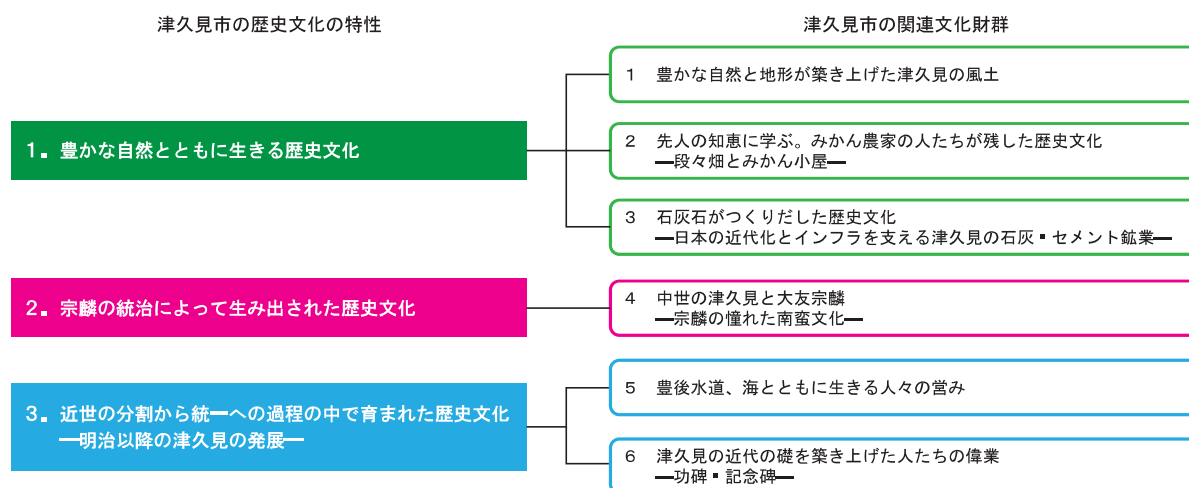 津久見市の歴史文化の特性
津久見市の関連文化財群
1. 豊かな自然とともに生きる歴史文化
1 豊かな自然と地形が築き上げた津久見の風土
2 先人の知恵に学ぶ。みかん農家の人たちが残した歴史文化
―段々畑とみかん小屋―
3 石灰石がつくりだした歴史文化
―日本の近代化とインフラを支える津久見の石灰・セメント鉱業―
2. 宗麟の統治によって生み出された歴史文化
4 中世の津久見と大友宗麟
―宗麟の憧れた南蛮文化―
3. 近世の分割から統一への過程の中で育まれた歴史文化
―明治以降の津久見の発展―
5 豊後水道、海とともに生きる人々の営み
6 津久見の近代の礎を築き上げた人たちの偉業
―功碑・記念碑―